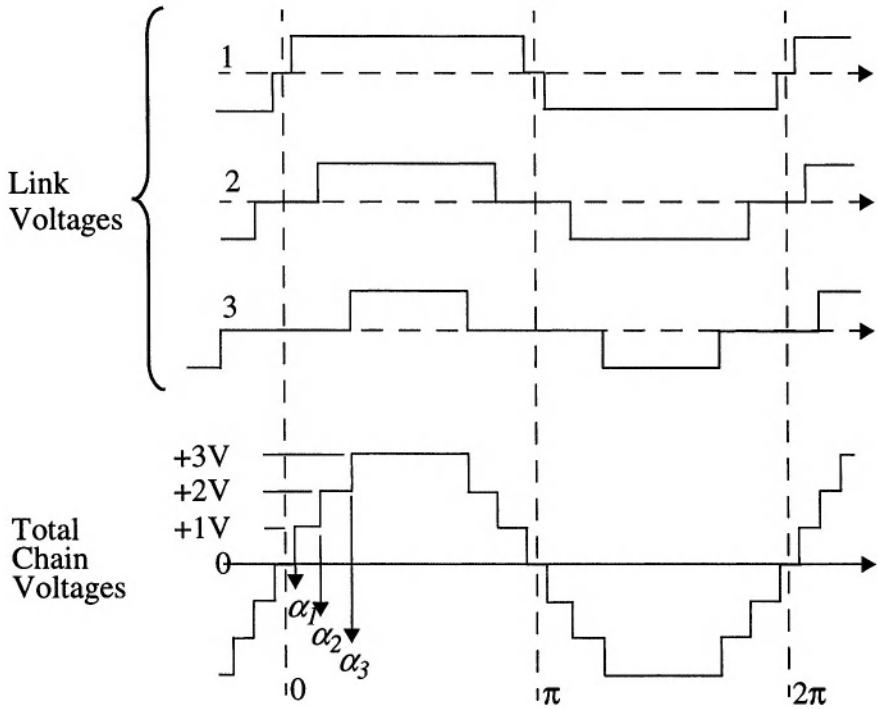 1
Link
Voltages
2
3
+3V
+2V
+1V
Total
Chain
Voltages
0
α1
α2
α3
0
π
2π